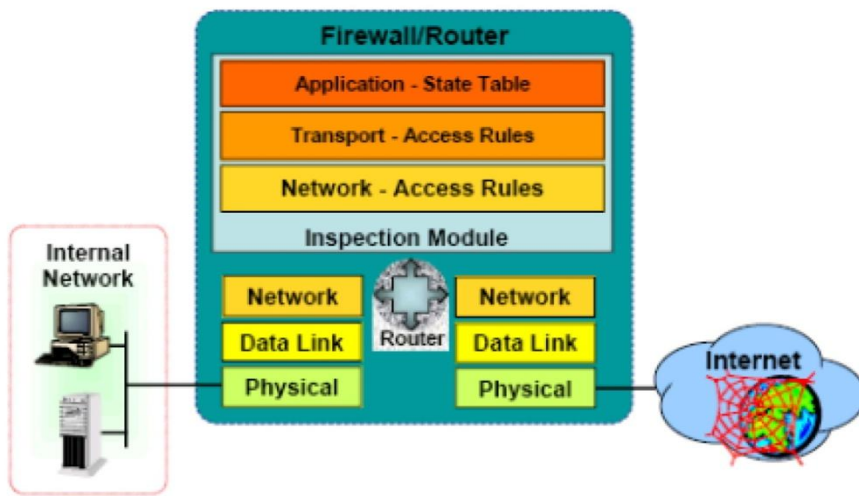 Firewall/Router
Application - State Table
Transport - Access Rules
Network - Access Rules
Inspection Module
Internal
Network
Network
Data Link
Physical
Router
Network
Data Link
Physical
Internet